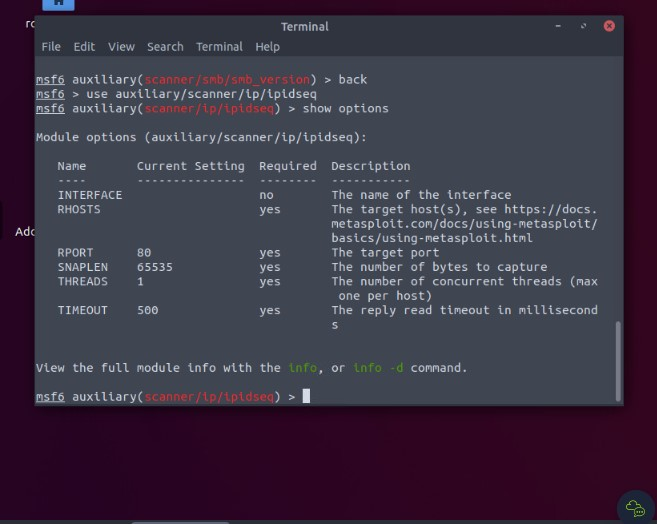 File Edit View Search Terminal Help
Terminal
msf6 auxiliary(scanner/smb/smb_version) > back
msf6 > use auxiliary/scanner/ip/ipidseq
msf6 auxiliary(scanner/ip/ipidseq) > show options
Module options (auxiliary/scanner/ip/ipidseq):
Name Current Setting Required Description
---- --------------- -------- -----------
INTERFACE no The name of the interface
RHOSTS yes The target host(s), see https://docs.
metasploit.com/docs/using-metasploit/
basics/using-metasploit.html
RPORT 80 yes The target port
SNAPLEN 65535 yes The number of bytes to capture
THREADS 1 yes The number of concurrent threads (max
one per host)
TIMEOUT 500 yes The reply read timeout in millisecond
s
View the full module info with the info, or info -d command.
msf6 auxiliary(scanner/ip/ipidseq) >